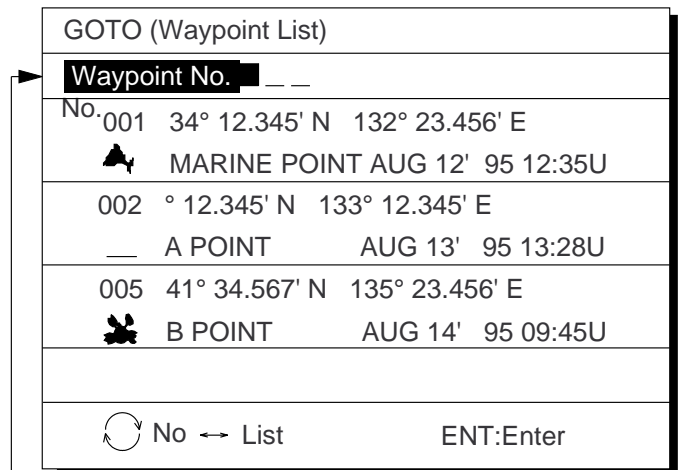 GOTO (Waypoint List)
Waypoint No. _ _
No.
001 34° 12.345' N 132° 23.456' E
MARINE POINT AUG 12' 95 12:35U
002 ° 12.345' N 133° 12.345' E
__ A POINT AUG 13' 95 13:28U
005 41° 34.567' N 135° 23.456' E
B POINT AUG 14' 95 09:45U
No ↔ List ENT:Enter